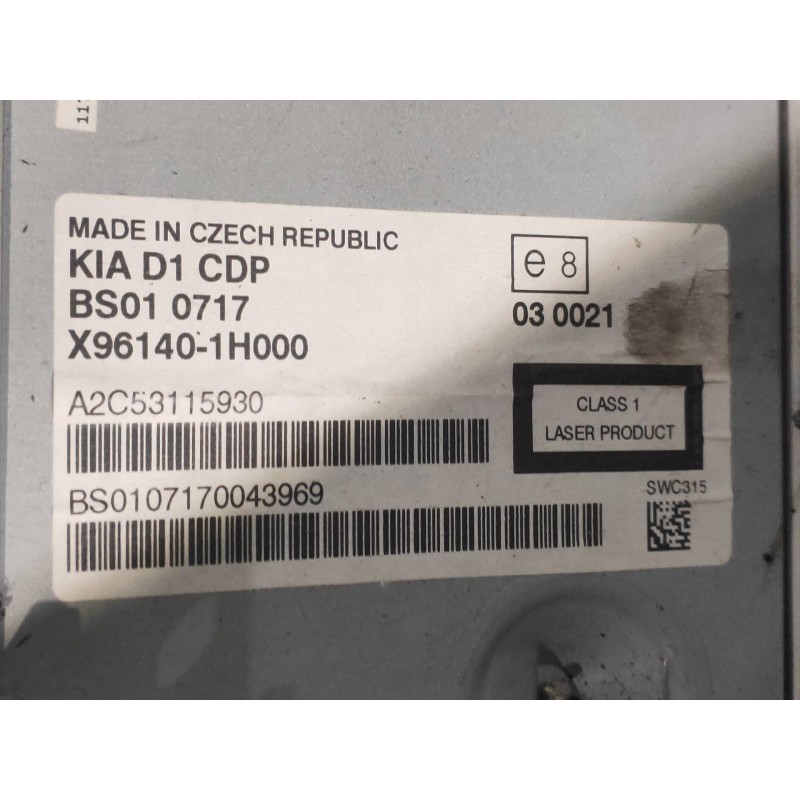 MADE IN CZECH REPUBLIC
KIA D1 CDP
BS01 0717
X96140-1H000
e 8
03 0021
A2C53115930
CLASS 1
LASER PRODUCT
BS0107170043969
SWC315